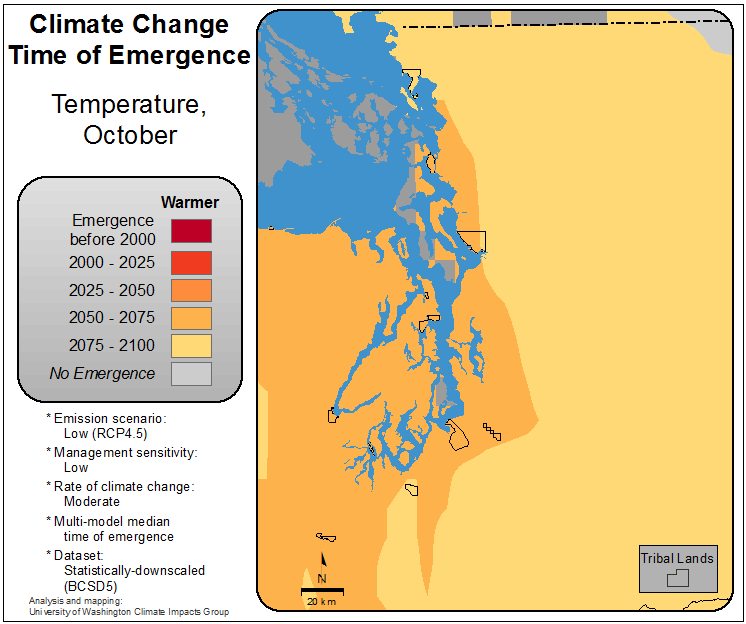 Climate Change
Time of Emergence
Temperature,
October
Warmer
Emergence
before 2000
2000 - 2025
2025 - 2050
2050 - 2075
2075 - 2100
No Emergence
* Emission scenario:
Low (RCP4.5)
* Management sensitivity:
Low
* Rate of climate change:
Moderate
* Multi-model median
time of emergence
* Dataset:
Statistically-downscaled
(BCSD5)
Analysis and mapping:
University of Washington Climate Impacts Group
N
20 km
Tribal Lands